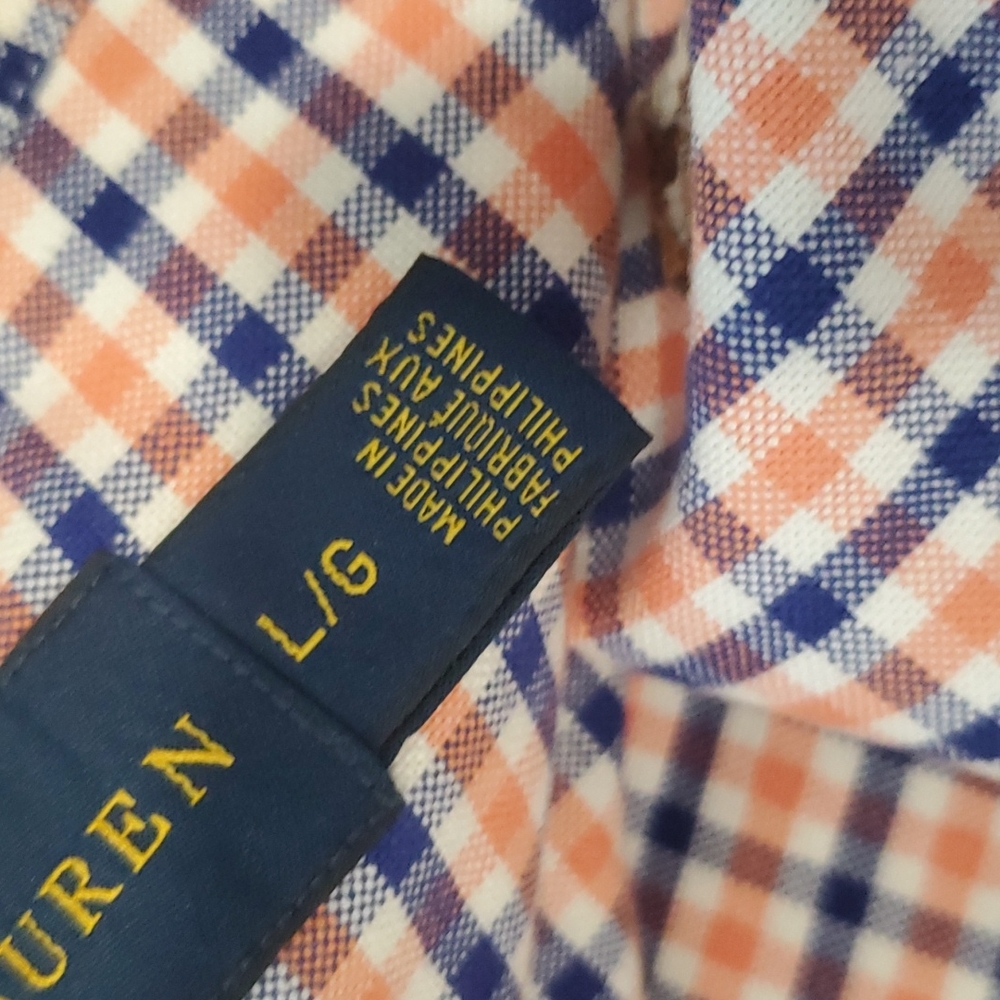 UREN
L/G
MADE IN
PHILIPPINES
FABRIQUÉ AUX
PHILIPPINES